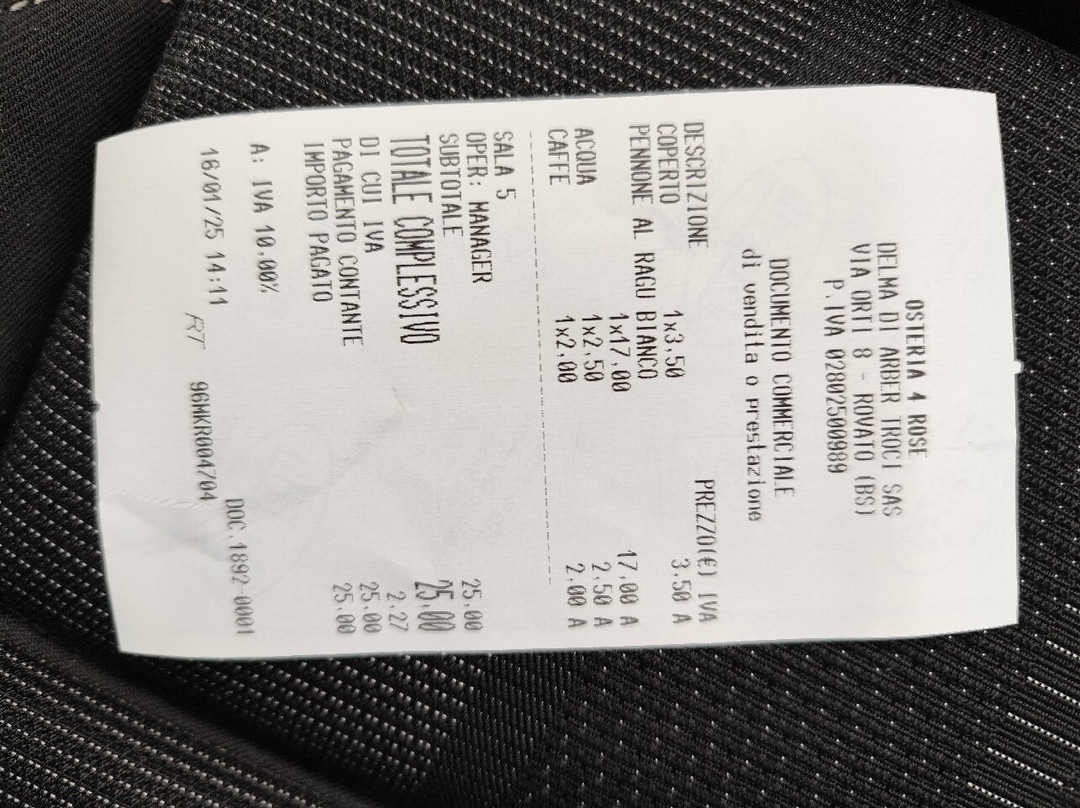 OSTERIA 4 ROSE
DELMA DI ARBER TROCI SAS
VIA ORTI 8 - ROVATO (BS)
P.IVA 02802500989
DOCUMENTO COMMERCIALE
di vendita o prestazione
DESCRIZIONE PREZZO(€) IVA
COPERTO 1x3,50 3,50 A
PENNONE AL RAGU BIANCO
1x17,00 17,00 A
ACQUA 1x2,50 2,50 A
CAFFE 1x2,00 2,00 A
SALA 5
OPER: MANAGER
SUBTOTALE 25,00
TOTALE COMPLESSIVO 25,00
DI CUI IVA 2,27
PAGAMENTO CONTANTE 25,00
IMPORTO PAGATO 25,00
A: IVA 10,00%
DOC.1892-0001
16/01/25 14:11 RT 96MKR004704